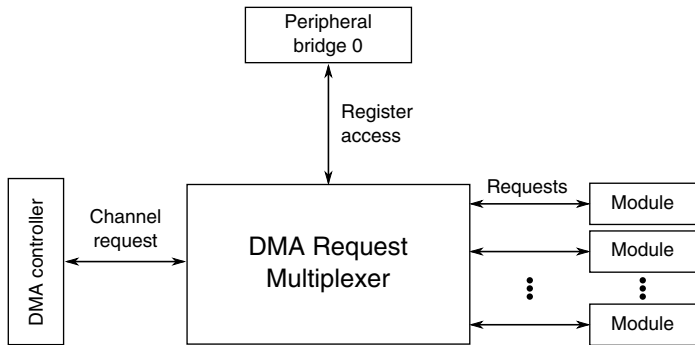 Peripheral
bridge 0
Register
access
DMA controller
Channel
request
DMA Request
Multiplexer
Requests
Module
Module
Module